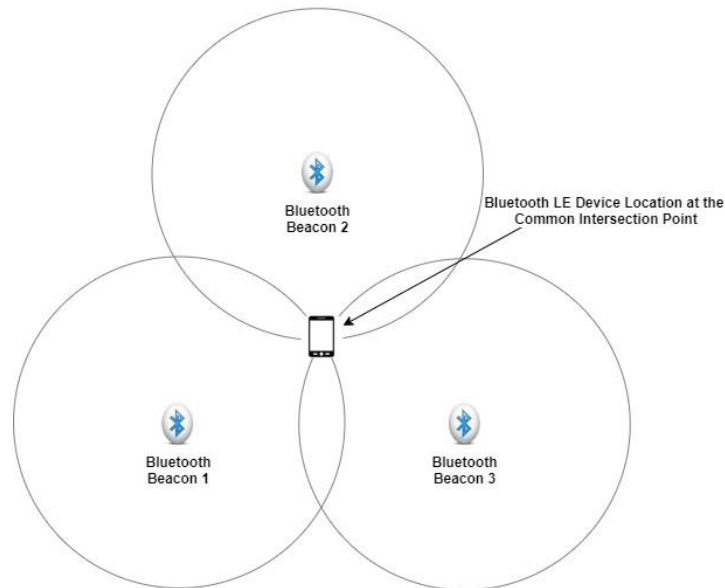 Bluetooth
Beacon 2
Bluetooth LE Device Location at the
Common Intersection Point
Bluetooth
Beacon 1
Bluetooth
Beacon 3